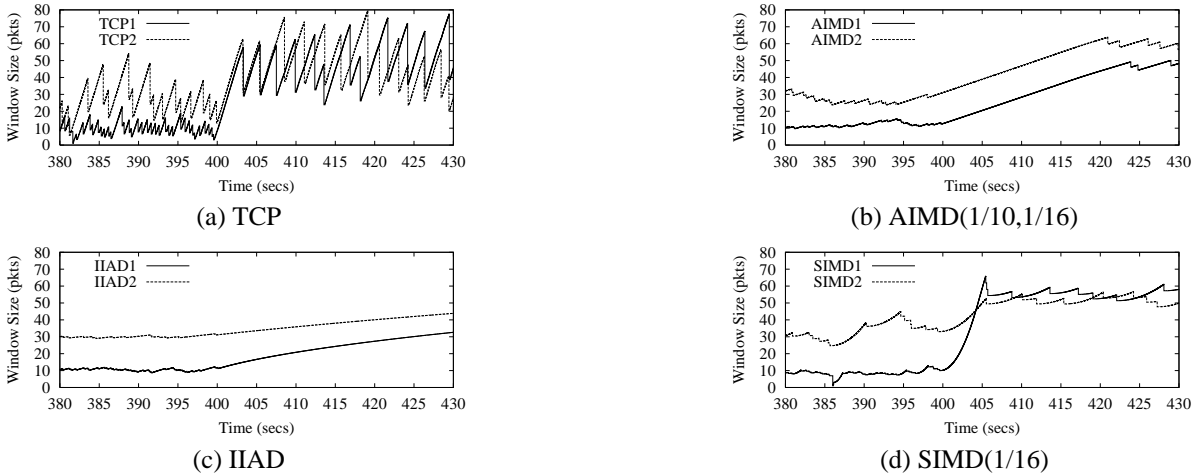 80
70
60
50
40
30
20
10
0
Window Size (pkts)
TCP1
TCP2
380 385 390 395 400 405 410 415 420 425 430
Time (secs)
(a) TCP
80
70
60
50
40
30
20
10
0
Window Size (pkts)
AIMD1
AIMD2
380 385 390 395 400 405 410 415 420 425 430
Time (secs)
(b) AIMD(1/10,1/16)
80
70
60
50
40
30
20
10
0
Window Size (pkts)
IIAD1
IIAD2
380 385 390 395 400 405 410 415 420 425 430
Time (secs)
(c) IIAD
80
70
60
50
40
30
20
10
0
Window Size (pkts)
SIMD1
SIMD2
380 385 390 395 400 405 410 415 420 425 430
Time (secs)
(d) SIMD(1/16)